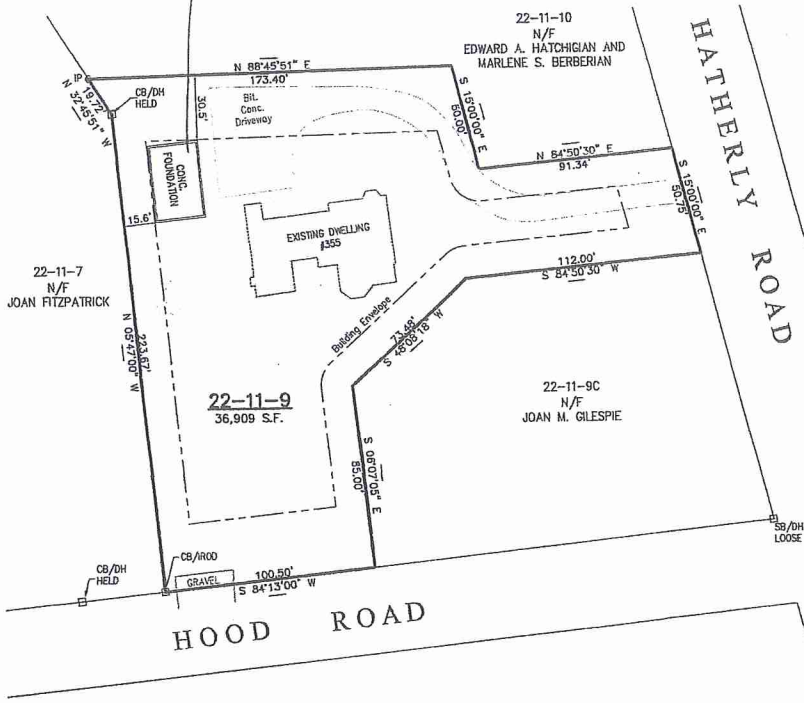 22-11-10
N/F
EDWARD A. HATCHIGIAN AND
MARLENE S. BERBERIAN
HATHERLY ROAD
N 88°45'51" E
173.40'
IP
19.72'
N 32°45'51" W
CB/DH
HELD
30.5'
Bit.
Conc.
Driveway
S 15°00'00" E
50.00'
N 84°50'30" E
91.34'
S 15°00'00" E
50.75'
CONC.
FOUNDATION
15.6'
EXISTING DWELLING
#355
112.00'
S 84°50'30" W
22-11-7
N/F
JOAN FITZPATRICK
223.67'
N 05°47'00" W
Building Envelope
73.48'
S 48°08'18" W
22-11-9
36,909 S.F.
22-11-9C
N/F
JOAN M. GILESPIE
S 06°07'05" E
85.00'
SB/DH
LOOSE
CB/IROD
CB/DH
HELD
GRAVEL
100.50'
S 84°13'00" W
HOOD ROAD